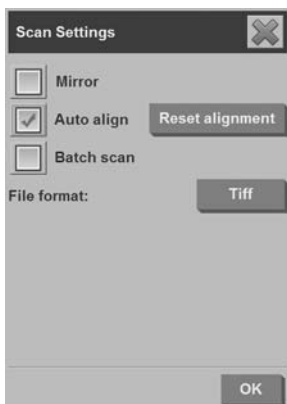 Scan Settings
Mirror
Auto align Reset alignment
Batch scan
File format: Tiff
OK